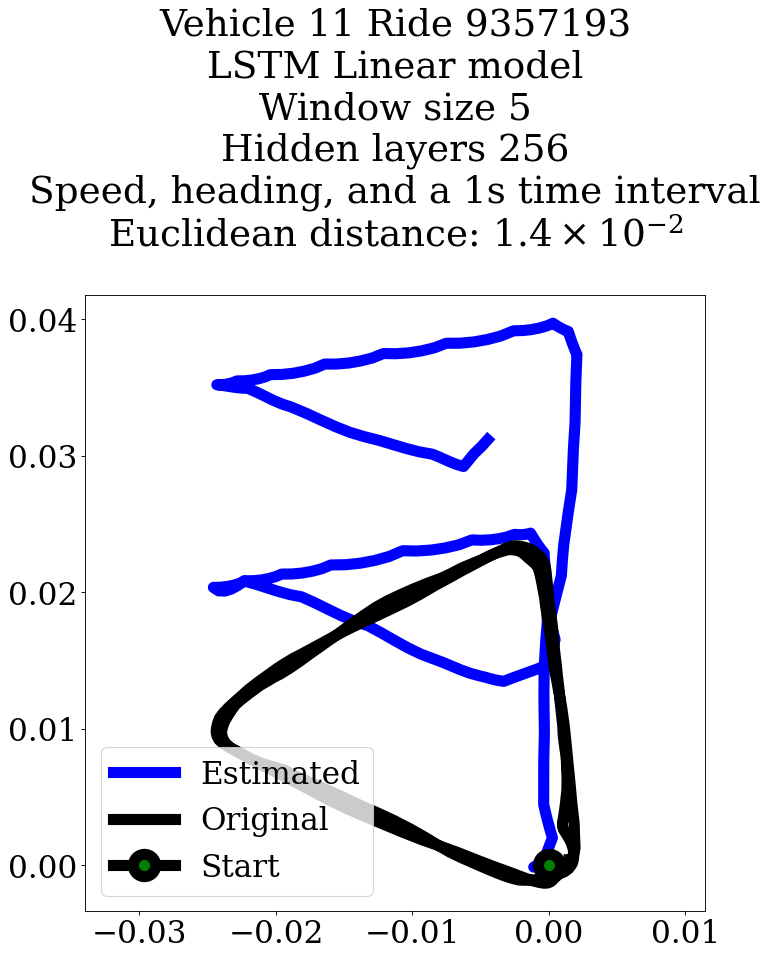 Vehicle 11 Ride 9357193
LSTM Linear model
Window size 5
Hidden layers 256
Speed, heading, and a 1s time interval
Euclidean distance: 1.4 × 10⁻²
0.04
0.03
0.02
0.01
0.00
Estimated
Original
Start
−0.03 −0.02 −0.01 0.00 0.01